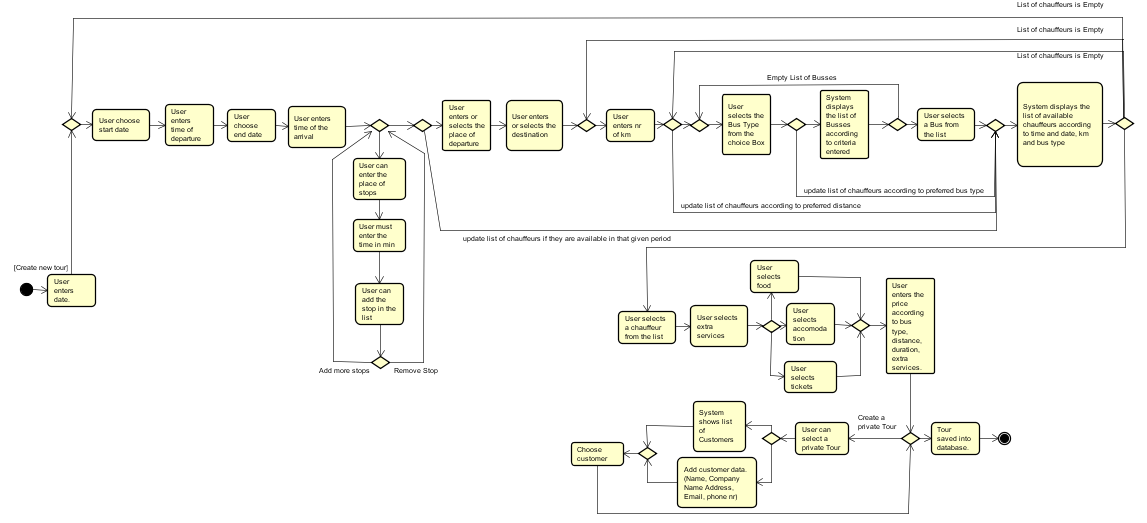 List of chauffeurs is Empty
List of chauffeurs is Empty
List of chauffeurs is Empty
Empty List of Busses
User choose
start date
User
enters
time of
departure
User
choose
end date
User enters
time of the
arrival
User
enters or
selects the
place of
departure
User enters
or selects the
destination
User
enters nr
of km
User
selects the
Bus Type
from the
choice Box
System
displays
the list of
Busses
according
to criteria
entered
User selects
a Bus from
the list
System displays the
list of available
chauffeurs according
to time and date, km
and bus type
User can
enter the
place of
stops
User must
enter the
time in min
User can
add the
stop in the
list
Add more stops
Remove Stop
update list of chauffeurs according to preferred bus type
update list of chauffeurs according to preferred distance
update list of chauffeurs if they are available in that given period
[Create new tour]
User
enters
date.
User selects
a chauffeur
from the list
User selects
extra
services
User
selects
food
User
selects
accomoda
tion
User
selects
tickets
User
enters the
price
according
to bus
type,
distance,
duration,
extra
services.
Create a
private Tour
Tour
saved into
database.
User can
select a
private Tour
System
shows list
of
Customers
Add customer data.
(Name, Company
Name Address,
Email, phone nr)
Choose
customer